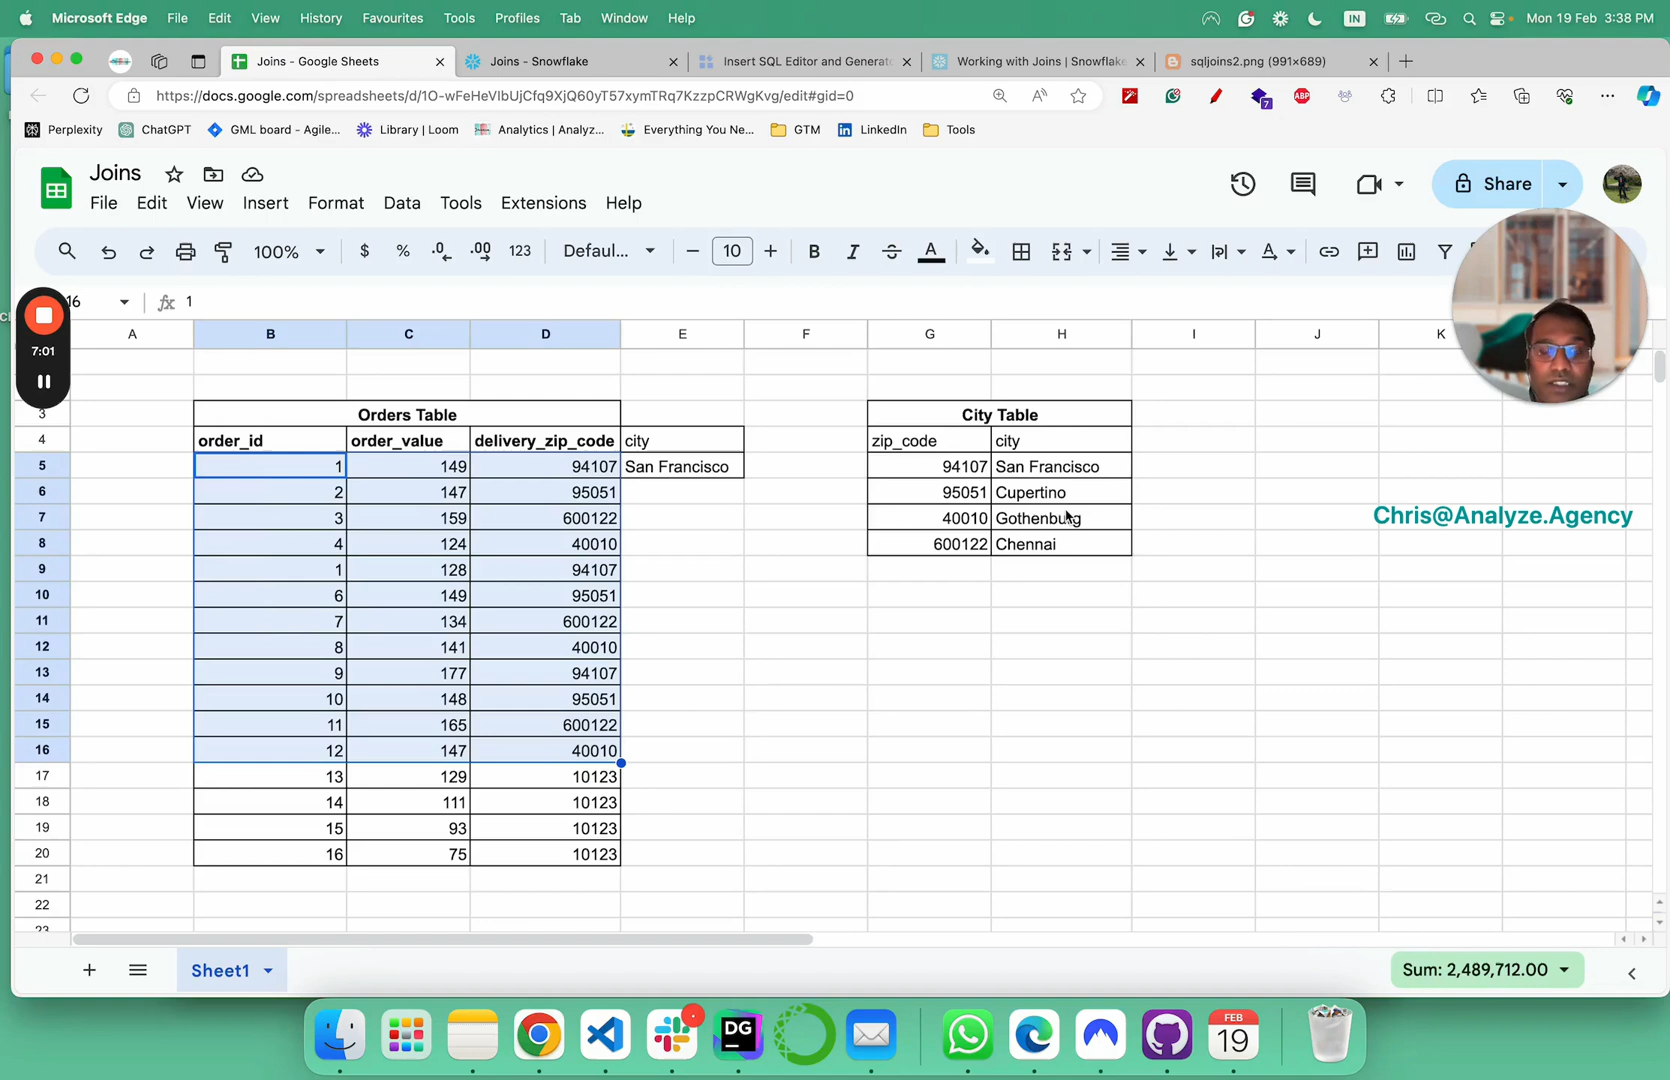 Microsoft Edge File Edit View History Favourites Tools Profiles Tab Window Help IN Mon 19 Feb 3:38 PM
Joins - Google Sheets Joins - Snowflake Insert SQL Editor and Generato Working with Joins | Snowflake sqljoins2.png (991×689)
https://docs.google.com/spreadsheets/d/1O-wFeHeVIbUjCfq9XjQ60yT57xymTRq7KzzpCRWgKvg/edit#gid=0 ABP 7
Perplexity ChatGPT GML board - Agile... Library | Loom Analytics | Analyz... Everything You Ne... GTM LinkedIn Tools
Joins
File Edit View Insert Format Data Tools Extensions Help
Share
100% $ % .0 .00 123 Defaul... 10 B I A
16 fx 1
7:01
A B C D E F G H I J K
3 Orders Table City Table
4 order_id order_value delivery_zip_code city zip_code city
5 1 149 94107 San Francisco 94107 San Francisco
6 2 147 95051 95051 Cupertino
7 3 159 600122 40010 Gothenburg
8 4 124 40010 600122 Chennai
Chris@Analyze.Agency
9 1 128 94107
10 6 149 95051
11 7 134 600122
12 8 141 40010
13 9 177 94107
14 10 148 95051
15 11 165 600122
16 12 147 40010
17 13 129 10123
18 14 111 10123
19 15 93 10123
20 16 75 10123
21
22
23
Sheet1 Sum: 2,489,712.00
DG FEB
19